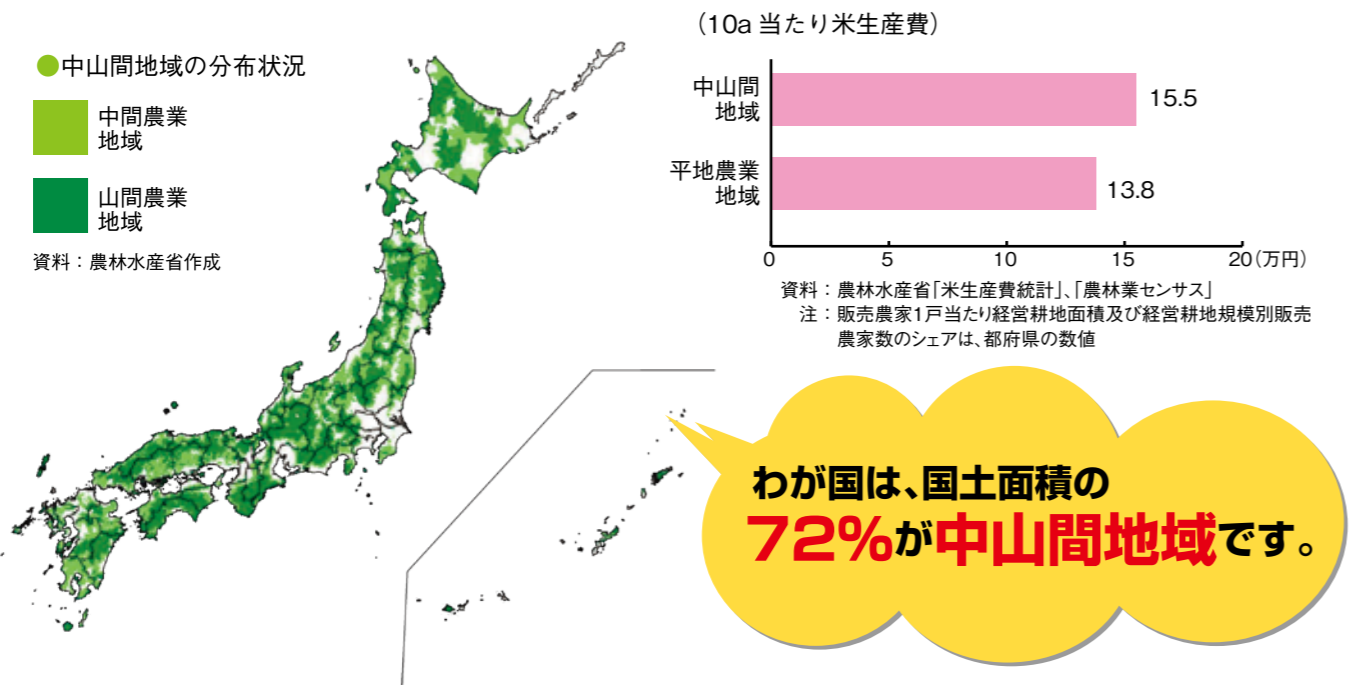 ●中山間地域の分布状況
中間農業
地域
山間農業
地域
資料：農林水産省作成
（10a 当たり米生産費）
中山間
地域
15.5
平地農業
地域
13.8
0 5 10 15 20(万円)
資料：農林水産省「米生産費統計」、「農林業センサス」
注：販売農家1戸当たり経営耕地面積及び経営耕地規模別販売
農家数のシェアは、都府県の数値
わが国は、国土面積の
72%が中山間地域です。